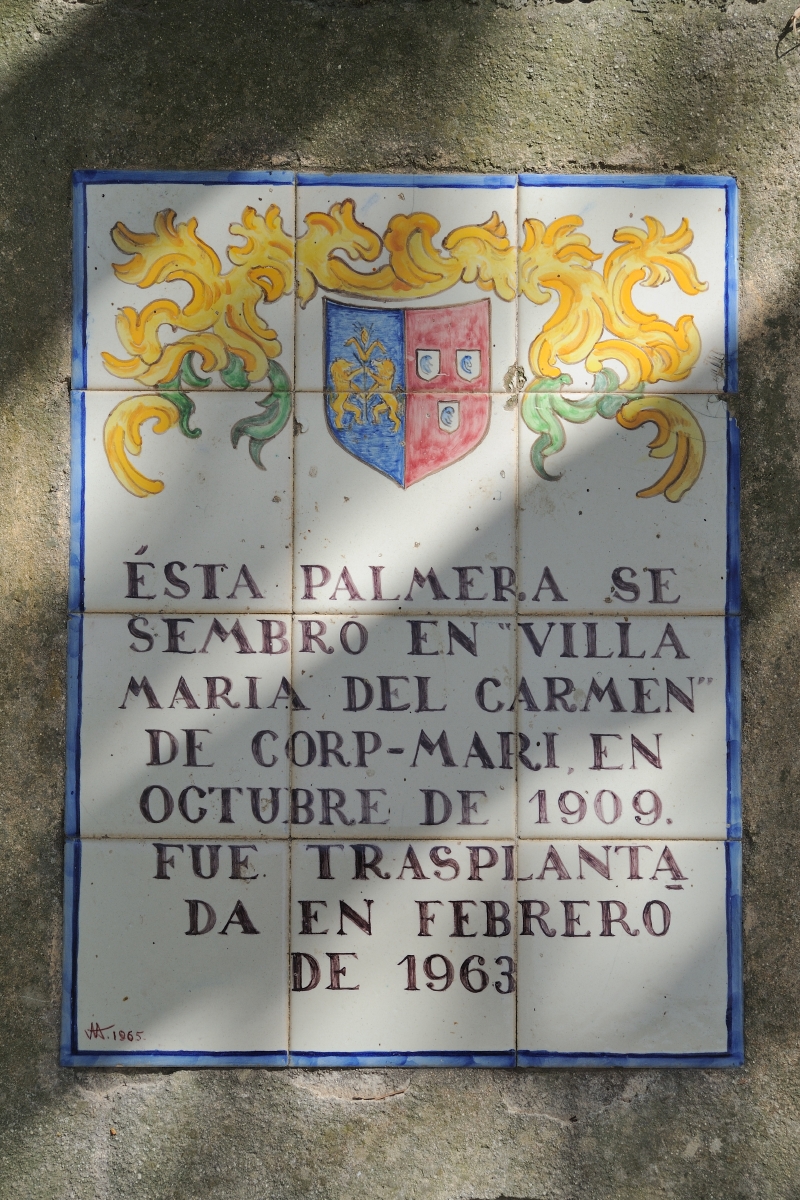 ÉSTA PALMERA SE
SEMBRO EN "VILLA
MARIA DEL CARMEN"
DE CORP-MARI, EN
OCTUBRE DE 1909.
FUE TRASPLANTA
DA EN FEBRERO
DE 1963
1965.